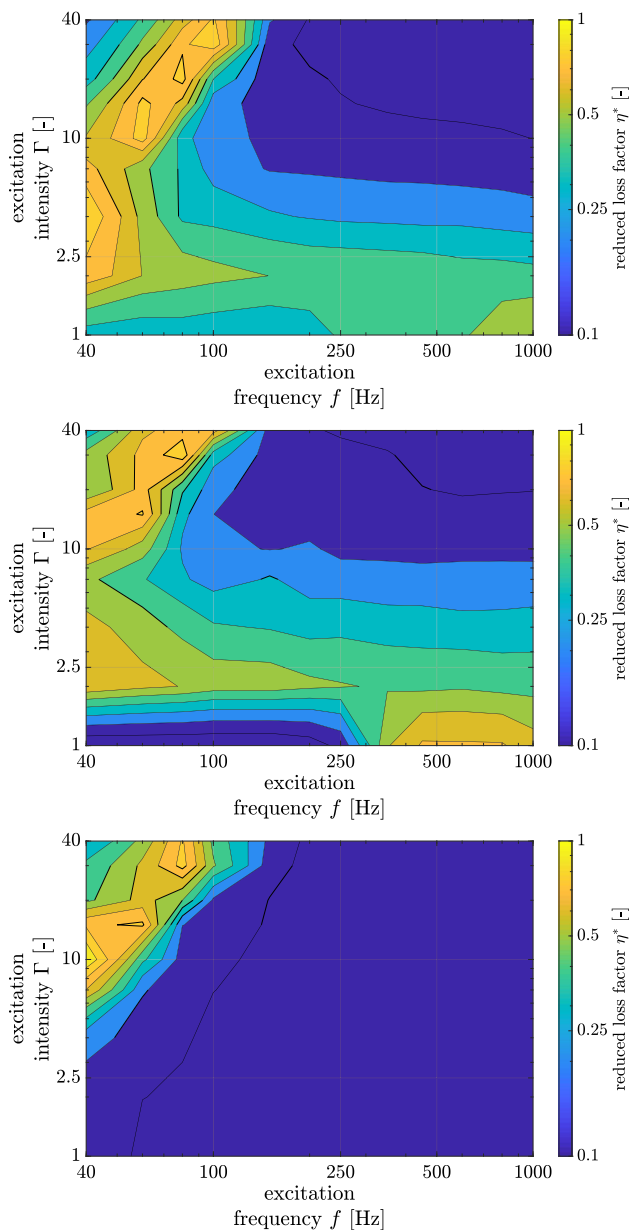 40
10
2.5
1
excitation
intensity Γ [-]
40
100
250
500
1000
excitation
frequency f [Hz]
1
0.5
0.25
0.1
reduced loss factor η* [-]
40
10
2.5
1
excitation
intensity Γ [-]
40
100
250
500
1000
excitation
frequency f [Hz]
1
0.5
0.25
0.1
reduced loss factor η* [-]
40
10
2.5
1
excitation
intensity Γ [-]
40
100
250
500
1000
excitation
frequency f [Hz]
1
0.5
0.25
0.1
reduced loss factor η* [-]